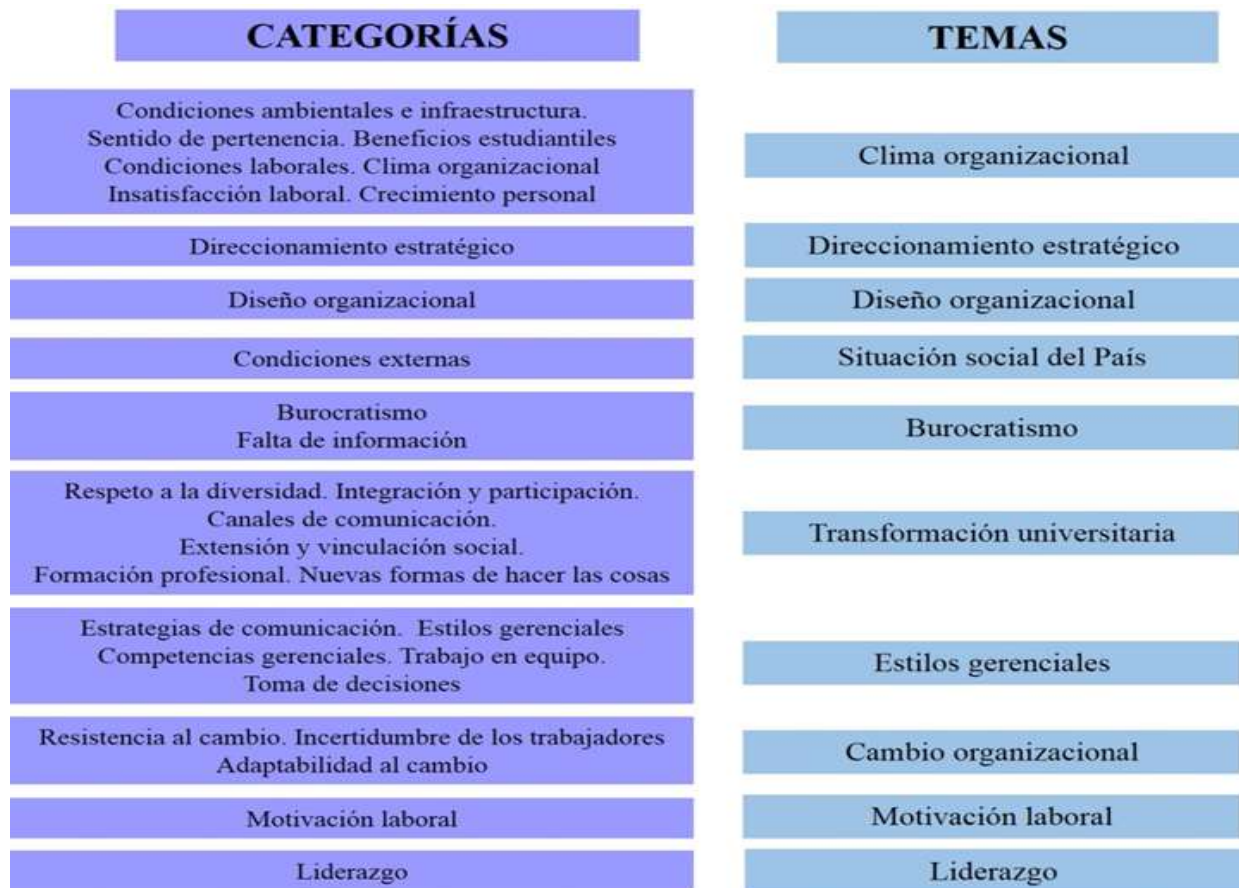 CATEGORÍAS
TEMAS
Condiciones ambientales e infraestructura.
Sentido de pertenencia. Beneficios estudiantiles
Condiciones laborales. Clima organizacional
Insatisfacción laboral. Crecimiento personal
Clima organizacional
Direccionamiento estratégico
Direccionamiento estratégico
Diseño organizacional
Diseño organizacional
Condiciones externas
Situación social del País
Burocratismo
Falta de información
Burocratismo
Respeto a la diversidad. Integración y participación.
Canales de comunicación.
Extensión y vinculación social.
Formación profesional. Nuevas formas de hacer las cosas
Transformación universitaria
Estrategias de comunicación. Estilos gerenciales
Competencias gerenciales. Trabajo en equipo.
Toma de decisiones
Estilos gerenciales
Resistencia al cambio. Incertidumbre de los trabajadores
Adaptabilidad al cambio
Cambio organizacional
Motivación laboral
Motivación laboral
Liderazgo
Liderazgo